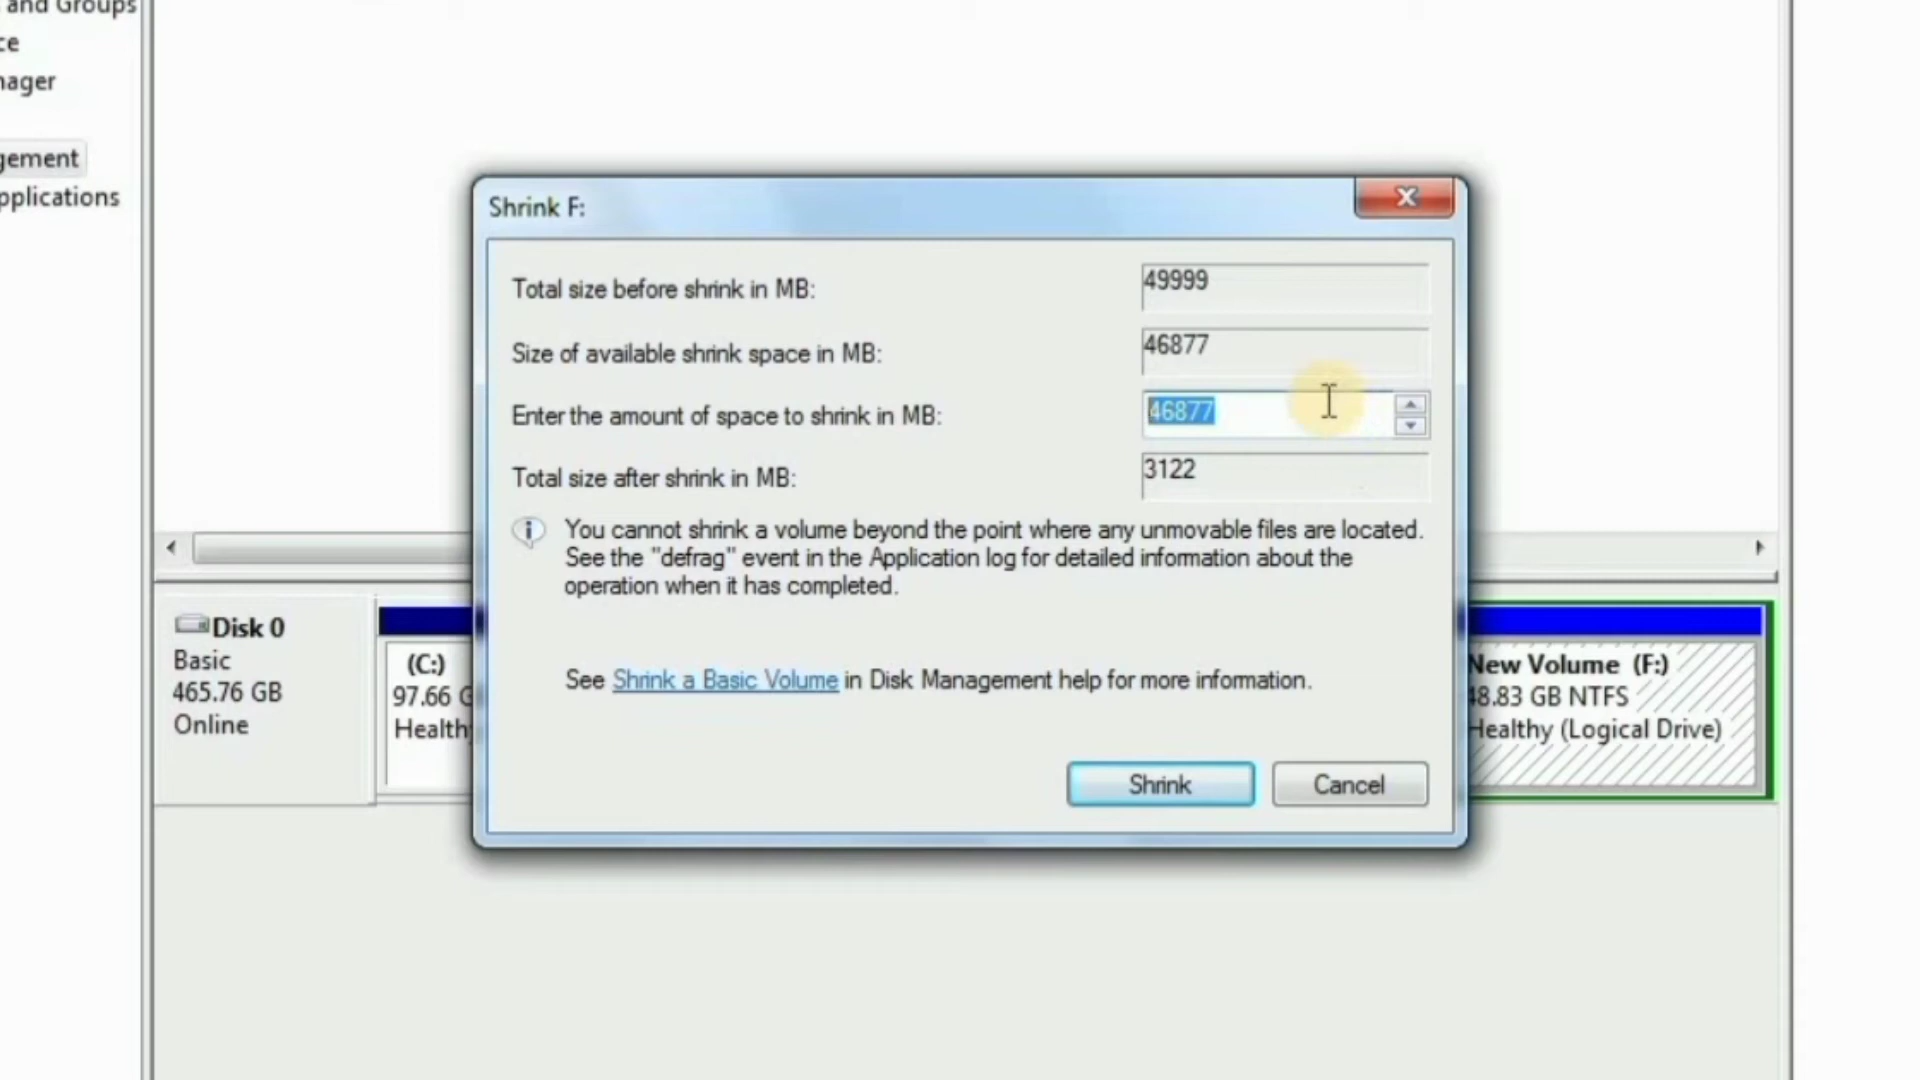 and Groups
ce
nager
gement
pplications
Shrink F:
Total size before shrink in MB:
49999
Size of available shrink space in MB:
46877
Enter the amount of space to shrink in MB:
46877
Total size after shrink in MB:
3122
You cannot shrink a volume beyond the point where any unmovable files are located.
See the "defrag" event in the Application log for detailed information about the
operation when it has completed.
See Shrink a Basic Volume in Disk Management help for more information.
Shrink
Cancel
Disk 0
Basic
465.76 GB
Online
(C:)
97.66 G
Health
New Volume (F:)
48.83 GB NTFS
Healthy (Logical Drive)